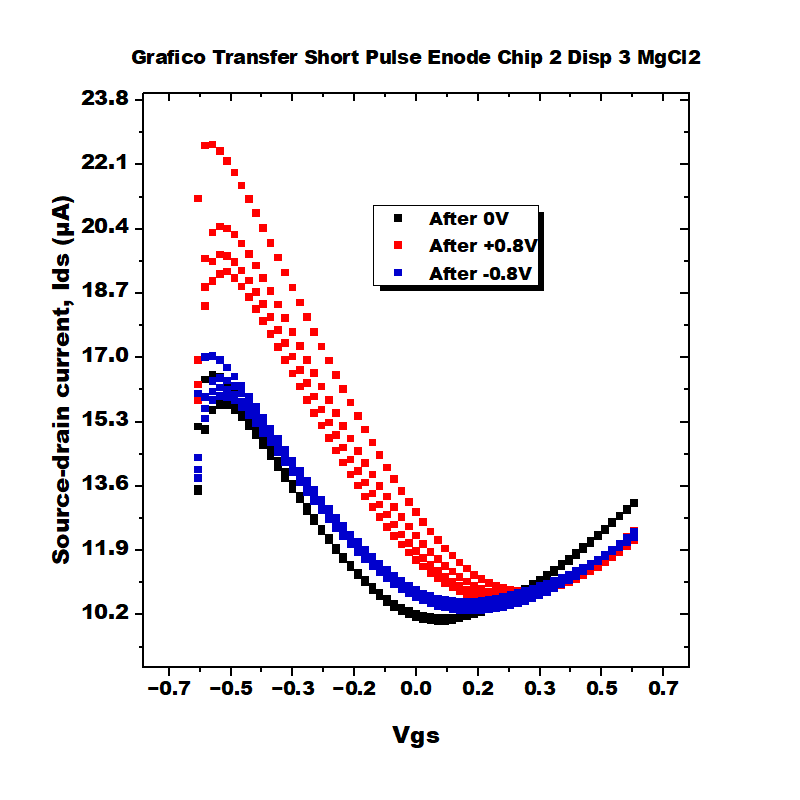 Grafico Transfer Short Pulse Enode Chip 2 Disp 3 MgCl2
23.8
22.1
20.4
18.7
17.0
15.3
13.6
11.9
10.2
Source-drain current, Ids (µA)
After 0V
After +0.8V
After -0.8V
−0.7 −0.5 −0.3 −0.2 0.0 0.2 0.3 0.5 0.7
Vgs